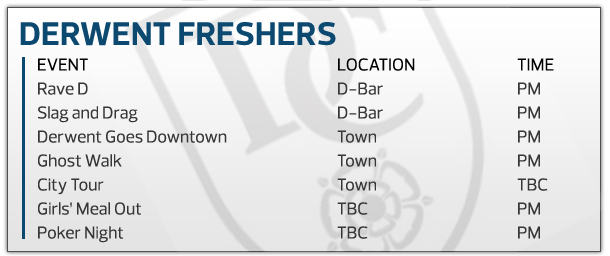 DERWENT FRESHERS
EVENT LOCATION TIME
Rave D D-Bar PM
Slag and Drag D-Bar PM
Derwent Goes Downtown Town PM
Ghost Walk Town PM
City Tour Town TBC
Girls' Meal Out TBC PM
Poker Night TBC PM